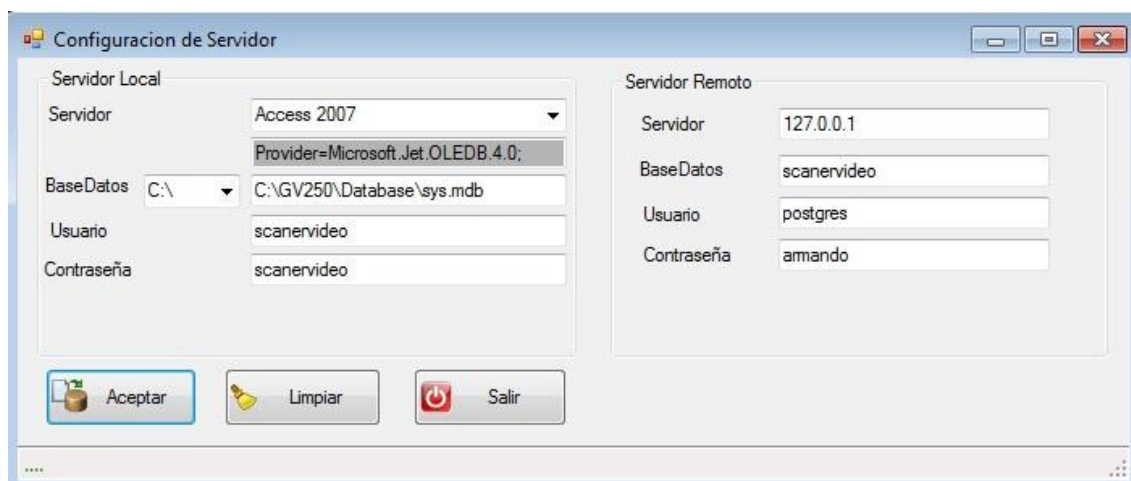 Configuracion de Servidor
Servidor Local
Servidor Access 2007
Provider=Microsoft.Jet.OLEDB.4.0;
BaseDatos C:\ C:\GV250\Database\sys.mdb
Usuario scanervideo
Contraseña scanervideo
Servidor Remoto
Servidor 127.0.0.1
BaseDatos scanervideo
Usuario postgres
Contraseña armando
Aceptar Limpiar Salir
....